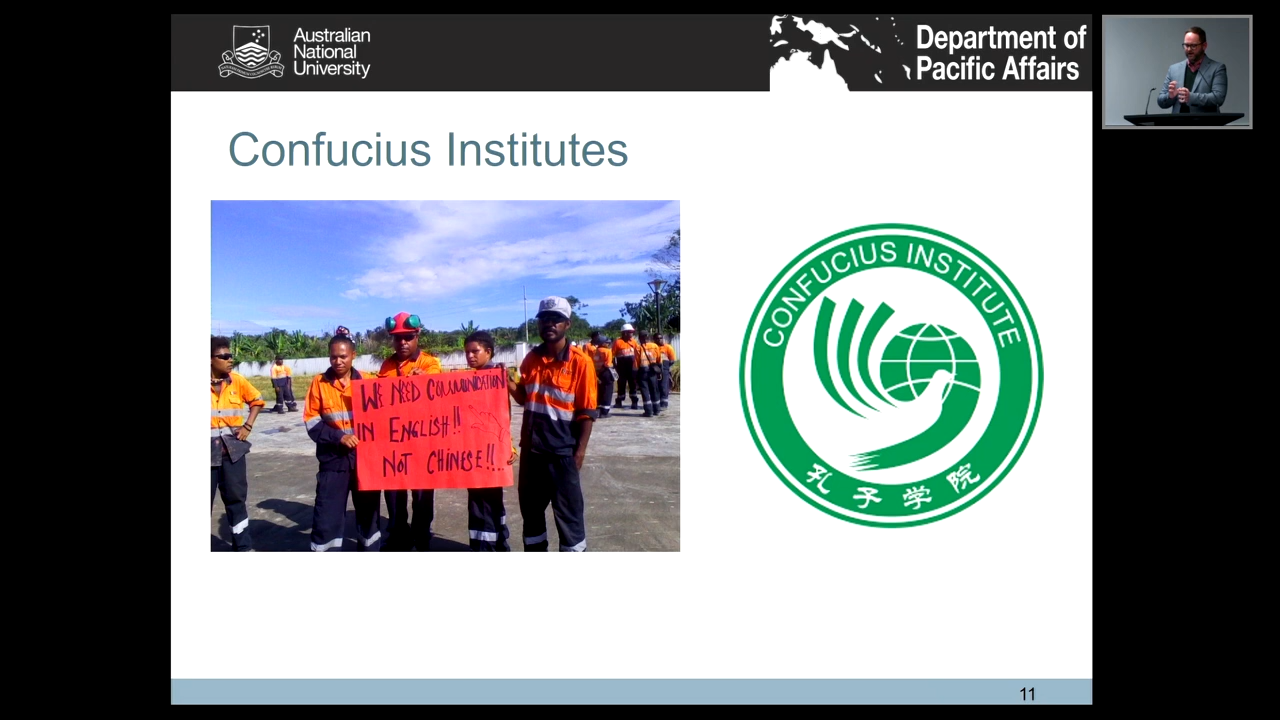 Australian
National
University
Department of
Pacific Affairs
Confucius Institutes
WE NEED COMMUNICATION
IN ENGLISH!!
NOT CHINESE!!..
CONFUCIUS INSTITUTE
孔子学院
11